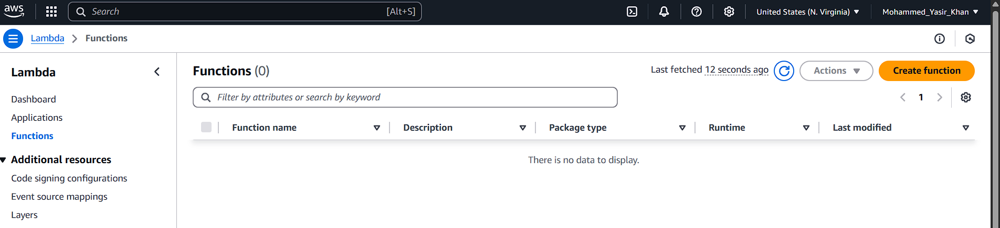 aws
Search [Alt+S]
United States (N. Virginia)
Mohammed_Yasir_Khan
Lambda
Functions
Lambda
Dashboard
Applications
Functions
Additional resources
Code signing configurations
Event source mappings
Layers
Functions (0)
Last fetched 12 seconds ago
Actions
Create function
Filter by attributes or search by keyword
1
Function name
Description
Package type
Runtime
Last modified
There is no data to display.